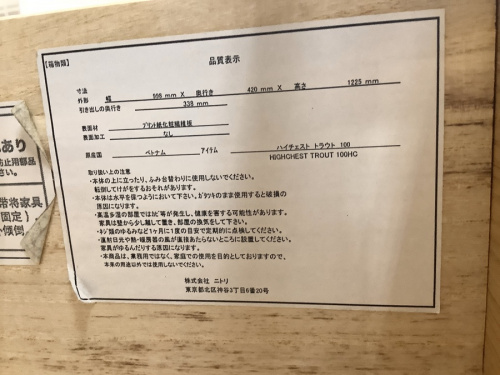 【箱物類】
品質表示
寸法
外形 幅 996 mm X 奥行き 420 mm X 高さ 1225 mm
引き出しの奥行き 338 mm
表面材 プリント紙化粧繊維板
表面加工 なし
原産国 ベトナム アイテム ハイチェスト トラウト 100
HIGHCHEST TROUT 100HC
取り扱い上の注意
・本体の上に立ったり、ふみ台替わりに使用しないでください。
転倒してけがをするおそれがあります。
・本体は水平を保つようにおいて下さい。ガタツキのまま使用すると破損の
原因になります。
・高温多湿の部屋ではカビ等が発生し、健康を害する可能性があります。
家具は壁から少し離して置き、部屋の換気をして下さい。
・ネジ類のゆるみなど1ヶ月に1度の目安で定期的に点検してください。
・直射日光や熱・暖房器の風が直接あたらないところに設置してください。
家具がゆるんだりする原因になります。
・本商品は、業務用ではなく、家庭での使用を目的としておりますので、
本来の用途以外では使用しないでください。
株式会社 ニトリ
東京都北区神谷3丁目6番20号
あり
防止用部品
さい。
帯将家具
固定)
傾倒